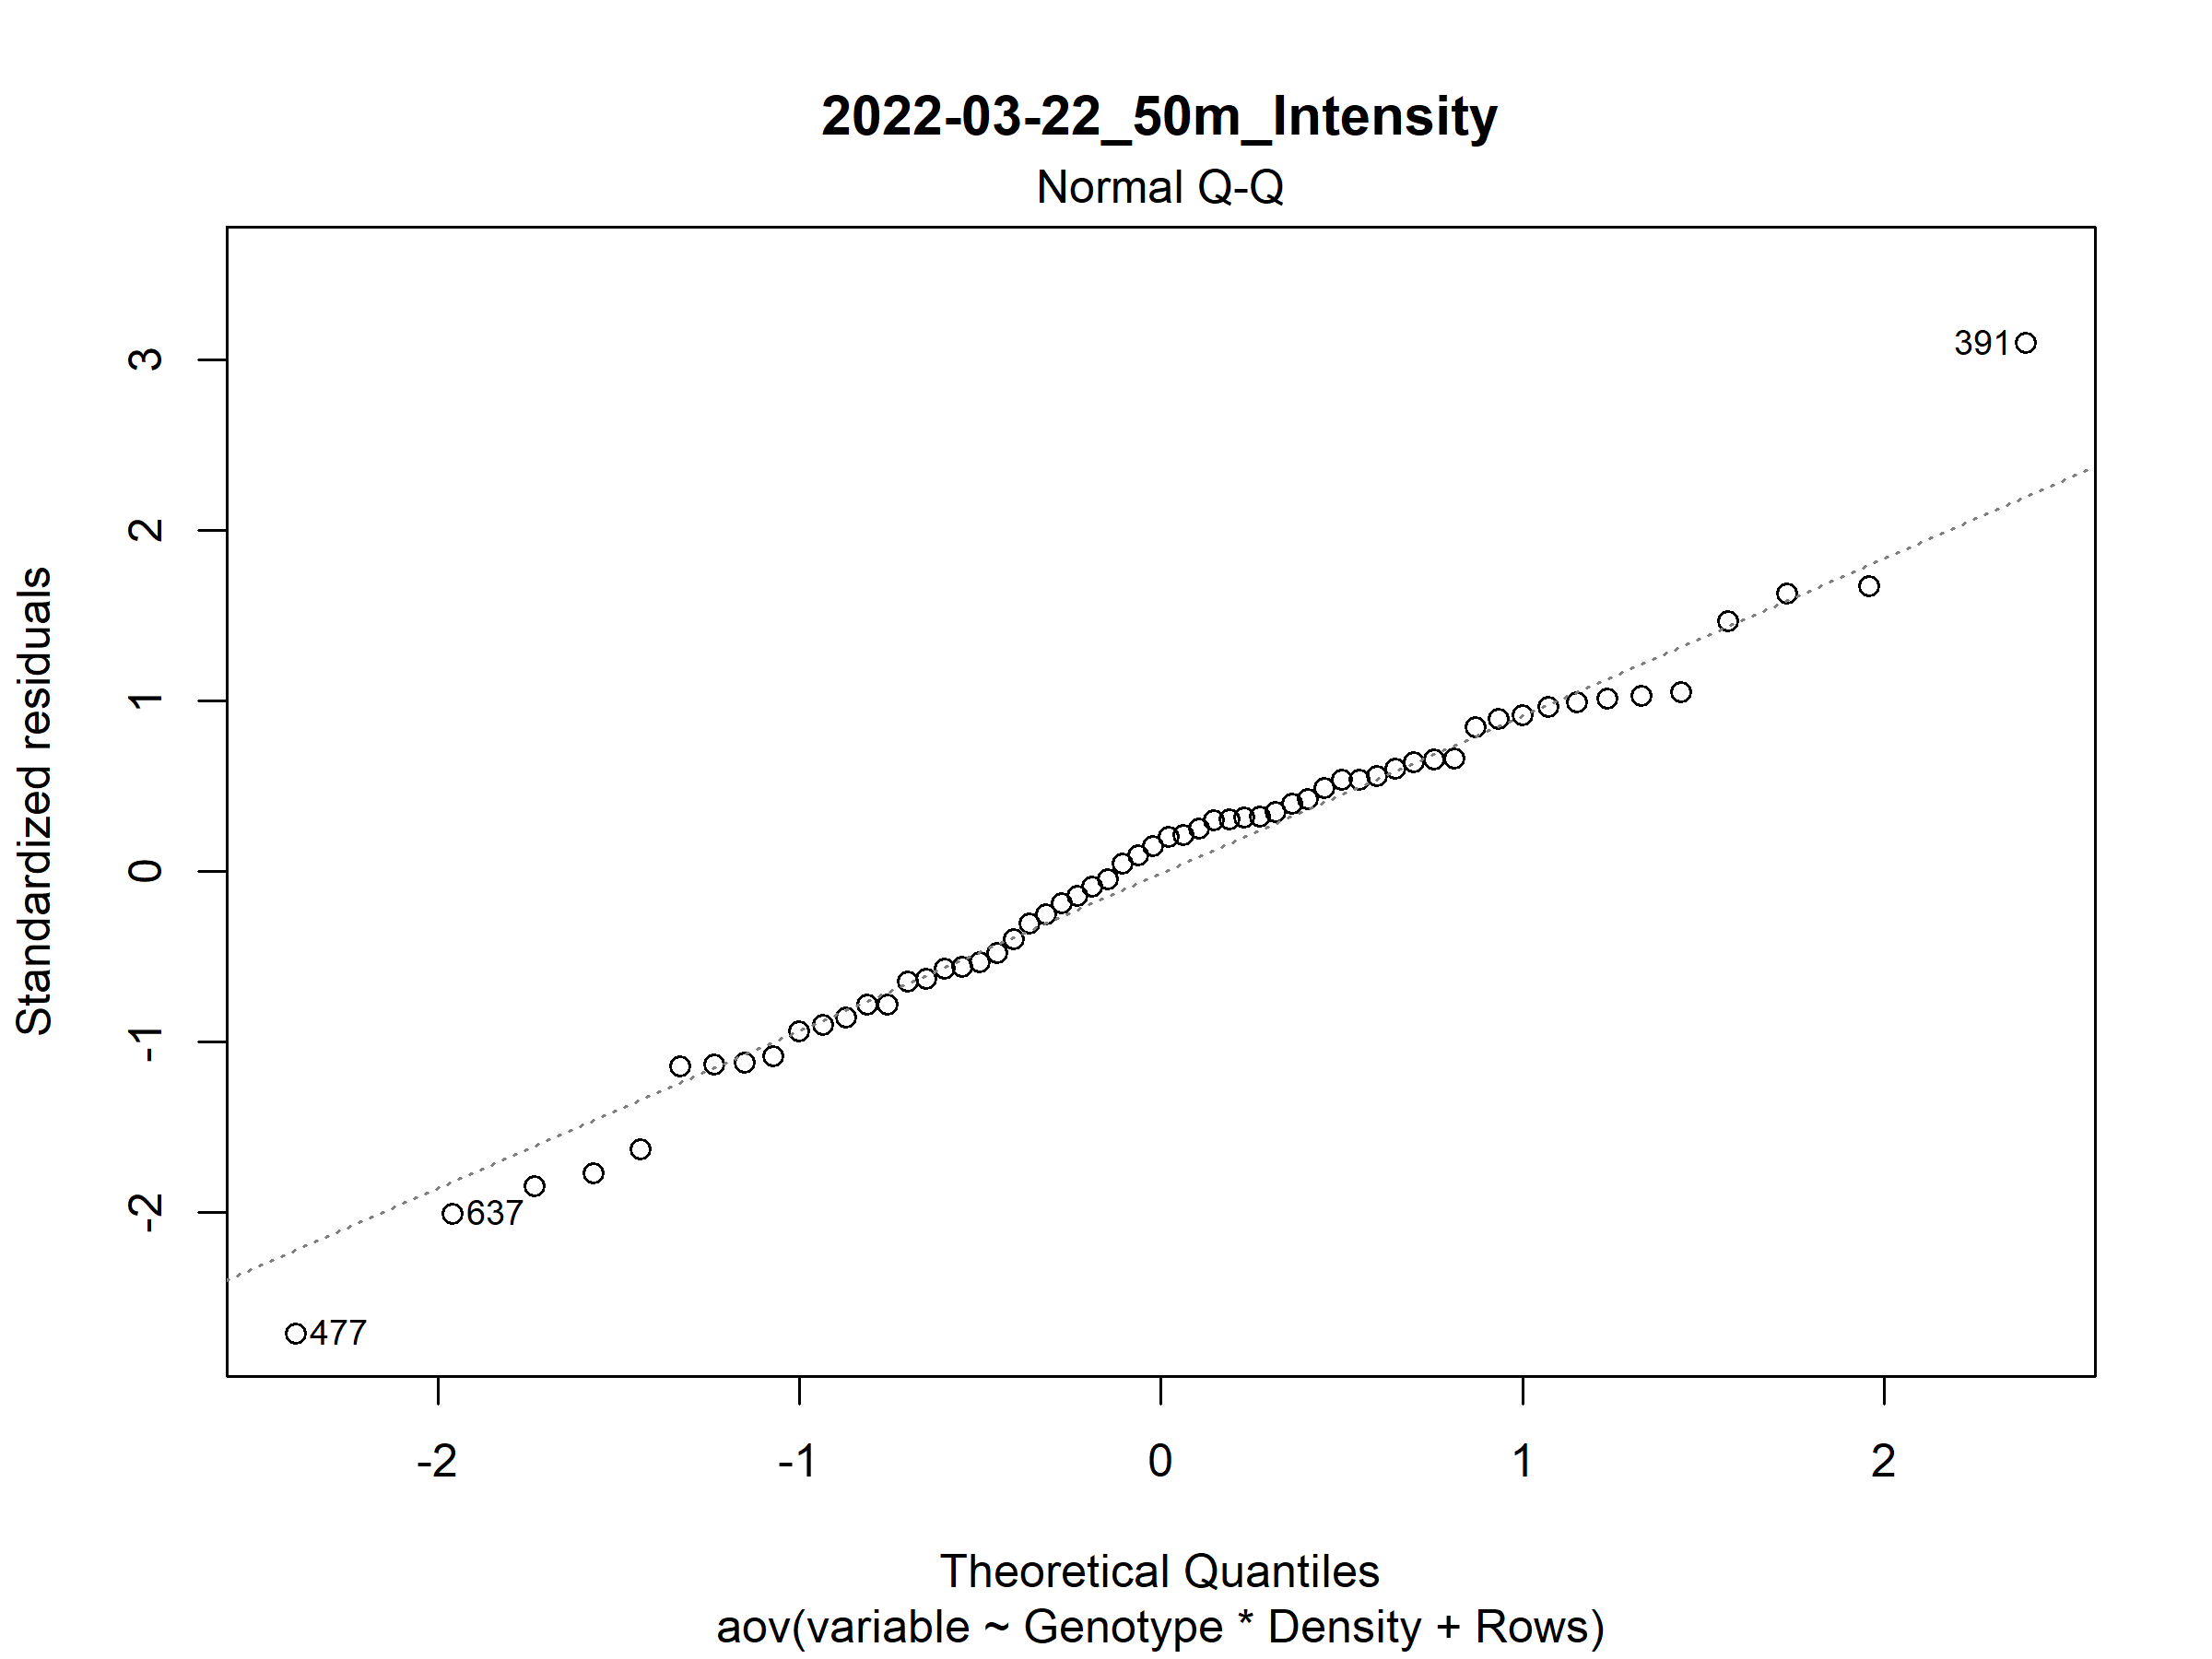 2022-03-22_50m_Intensity
Normal Q-Q
Standardized residuals
3
2
1
0
-1
-2
391
637
477
-2
-1
0
1
2
Theoretical Quantiles
aov(variable ~ Genotype * Density + Rows)